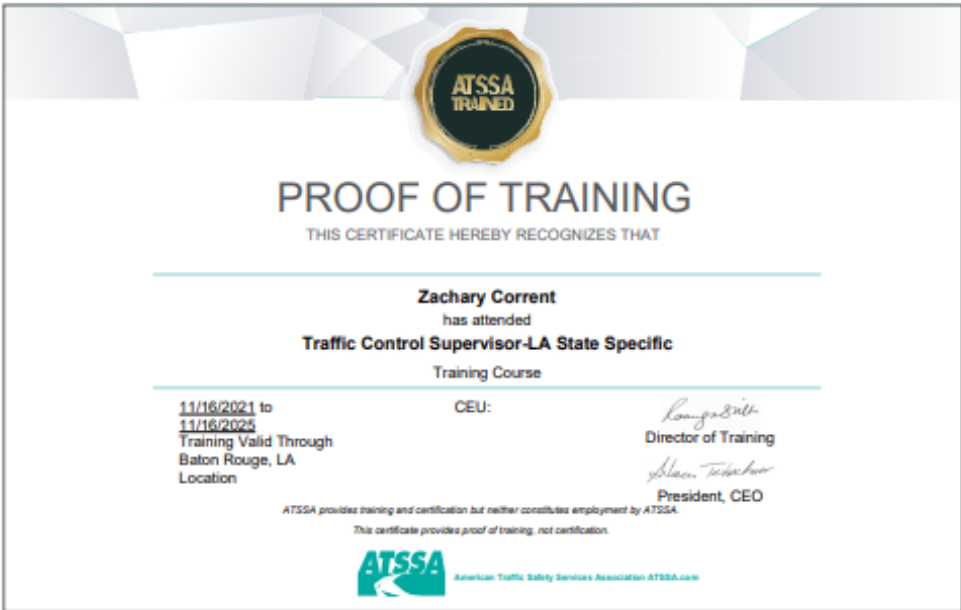 ATSSA
TRAINED
PROOF OF TRAINING
THIS CERTIFICATE HEREBY RECOGNIZES THAT
Zachary Corrent
has attended
Traffic Control Supervisor-LA State Specific
Training Course
11/16/2021 to
11/16/2025
Training Valid Through
Baton Rouge, LA
Location
CEU:
Director of Training
President, CEO
ATSSA provides training and certification but neither constitutes employment by ATSSA.
This certificate provides proof of training, not certification.
ATSSA
American Traffic Safety Services Association ATSSA.com